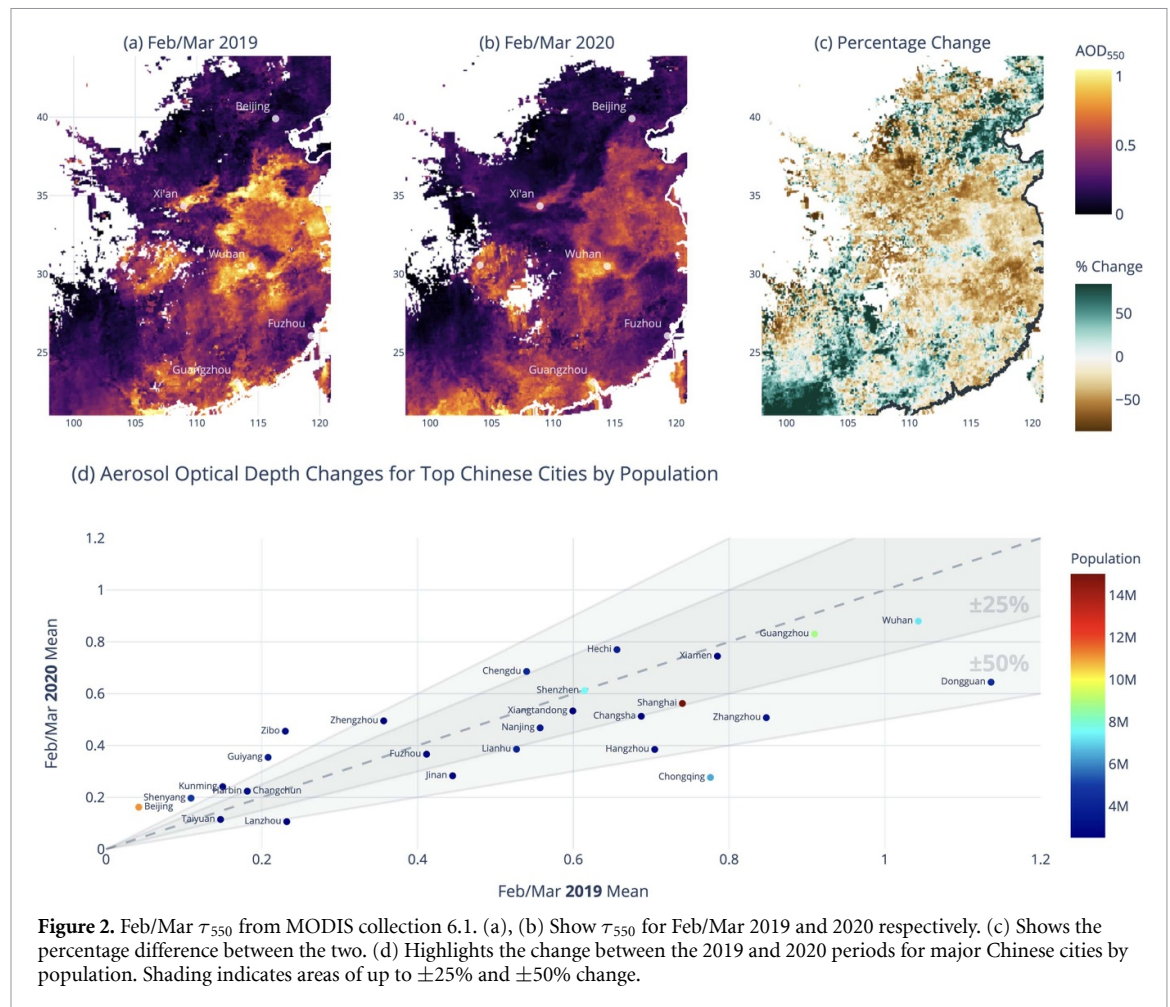 (a) Feb/Mar 2019
(b) Feb/Mar 2020
(c) Percentage Change
AOD₅₅₀
1
0.5
0
% Change
50
0
−50
Beijing
Xi'an
Wuhan
Fuzhou
Guangzhou
40
35
30
25
100
105
110
115
120
Beijing
Xi'an
Wuhan
Fuzhou
Guangzhou
40
35
30
25
100
105
110
115
120
40
35
30
25
100
105
110
115
120
(d) Aerosol Optical Depth Changes for Top Chinese Cities by Population
Feb/Mar 2020 Mean
1.2
1
0.8
0.6
0.4
0.2
0
±25%
±50%
Wuhan
Guangzhou
Hechi
Xiamen
Chengdu
Shenzhen
Dongguan
Shanghai
Xiangtandong
Changsha
Zhangzhou
Zhengzhou
Nanjing
Zibo
Lianhu
Hangzhou
Fuzhou
Guiyang
Jinan
Chongqing
Kunming
Harbin
Changchun
Shenyang
Beijing
Taiyuan
Lanzhou
0
0.2
0.4
0.6
0.8
1
1.2
Feb/Mar 2019 Mean
Population
14M
12M
10M
8M
6M
4M
Figure 2. Feb/Mar τ₅₅₀ from MODIS collection 6.1. (a), (b) Show τ₅₅₀ for Feb/Mar 2019 and 2020 respectively. (c) Shows the
percentage difference between the two. (d) Highlights the change between the 2019 and 2020 periods for major Chinese cities by
population. Shading indicates areas of up to ±25% and ±50% change.